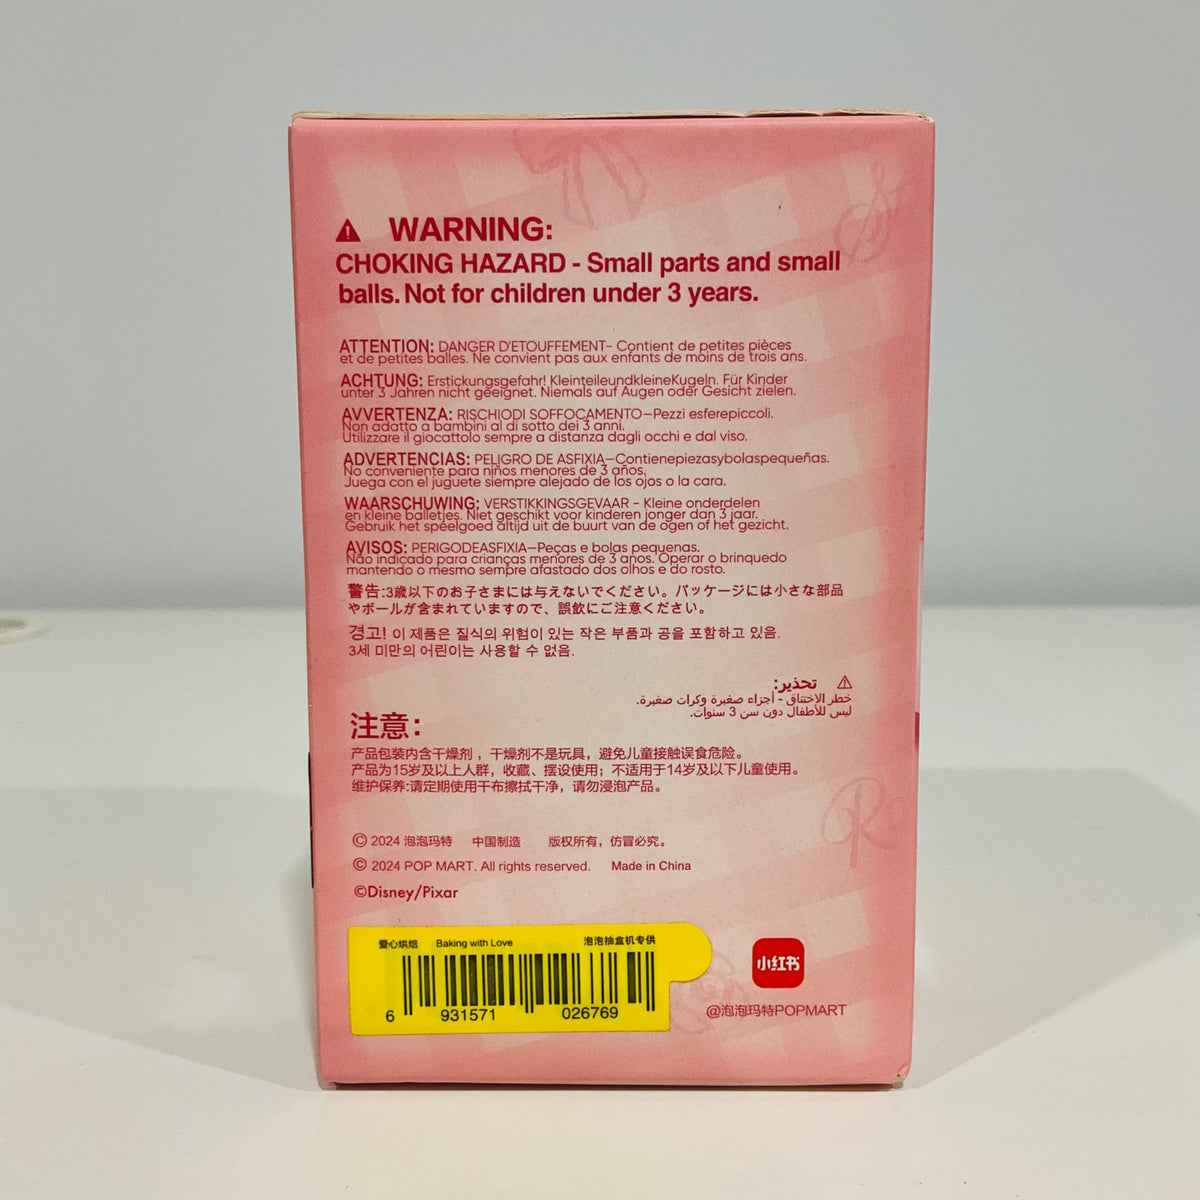 WARNING:
CHOKING HAZARD - Small parts and small
balls. Not for children under 3 years.
ATTENTION: DANGER D'ETOUFFEMENT- Contient de petites pièces
et de petites balles. Ne convient pas aux enfants de moins de trois ans.
ACHTUNG: Erstickungsgefahr! KleinteileundkleineKugeln. Für Kinder
unter 3 Jahren nicht geeignet. Niemals auf Augen oder Gesicht zielen.
AVVERTENZA: RISCHIODI SOFFOCAMENTO—Pezzi esferepiccoli.
Non adatto a bambini al di sotto dei 3 anni.
Utilizzare il giocattolo sempre a distanza dagli occhi e dal viso.
ADVERTENCIAS: PELIGRO DE ASFIXIA—Contienepiezasybolaspequeñas.
No conveniente para niños menores de 3 años.
Juega con el juguete siempre alejado de los ojos o la cara.
WAARSCHUWING: VERSTIKKINGSGEVAAR - Kleine onderdelen
en kleine balletjes. Niet geschikt voor kinderen jonger dan 3 jaar.
Gebruik het speelgoed altijd uit de buurt van de ogen of het gezicht.
AVISOS: PERIGODEASFIXIA—Peças e bolas pequenas.
Não indicado para crianças menores de 3 anos. Operar o brinquedo
mantendo o mesmo sempre afastado dos olhos e do rosto.
警告:3歳以下のお子さまには与えないでください。パッケージには小さな部品
やボールが含まれていますので、誤飲にご注意ください。
경고! 이 제품은 질식의 위험이 있는 작은 부품과 공을 포함하고 있음.
3세 미만의 어린이는 사용할 수 없음.
تحذير:
خطر الاختناق - أجزاء صغيرة وكرات صغيرة.
ليس للأطفال دون سن 3 سنوات.
注意：
产品包装内含干燥剂，干燥剂不是玩具，避免儿童接触误食危险。
产品为15岁及以上人群，收藏、摆设使用；不适用于14岁及以下儿童使用。
维护保养:请定期使用干布擦拭干净，请勿浸泡产品。
© 2024 泡泡玛特 中国制造 版权所有，仿冒必究。
© 2024 POP MART. All rights reserved. Made in China
©Disney/Pixar
爱心烘焙 Baking with Love 泡泡抽盒机专供
6 931571 026769
小红书
@泡泡玛特POPMART
R